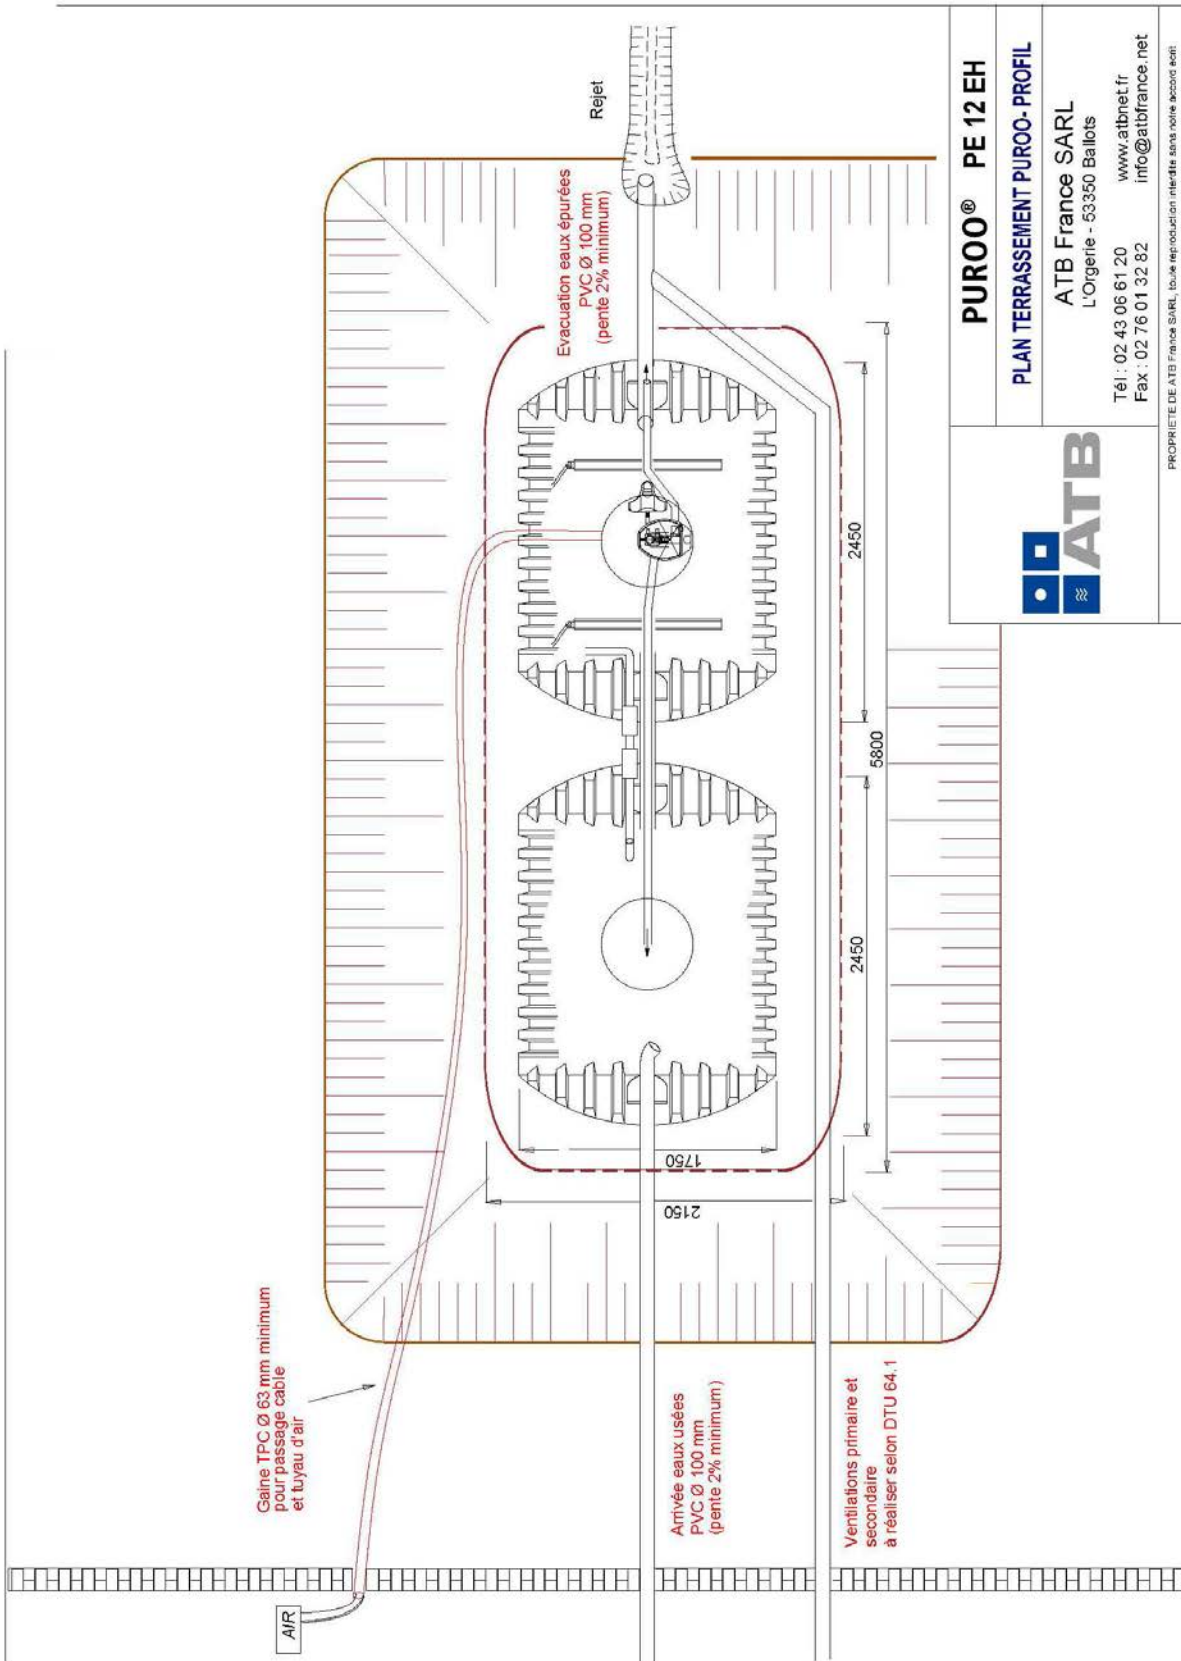 AIR
Gaine TPC Ø 63 mm minimum
pour passage cable
et tuyau d'air
Arrivée eaux usées
PVC Ø 100 mm
(pente 2% minimum)
Ventilations primaire et
secondaire
à réaliser selon DTU 64.1
2150
1750
2450
5800
2450
Evacuation eaux épurées
PVC Ø 100 mm
(pente 2% minimum)
Rejet
ATB
PUROO® PE 12 EH
PLAN TERRASSEMENT PUROO- PROFIL
ATB France SARL
L'Orgerie - 53350 Ballots
Tél : 02 43 06 61 20 www.atbnet.fr
Fax : 02 76 01 32 82 info@atbfrance.net
PROPRIETE DE ATB France SARL, toute reproduction interdite sans notre accord ecrit